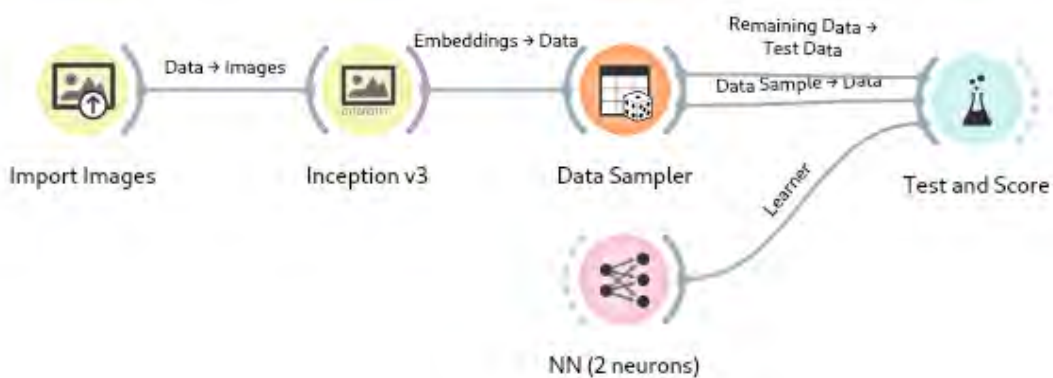 Remaining Data → 
Test Data
Embeddings → Data
Data → Images
Data Sample → Data
Import Images
Inception v3
Data Sampler
Test and Score
Learner
NN (2 neurons)